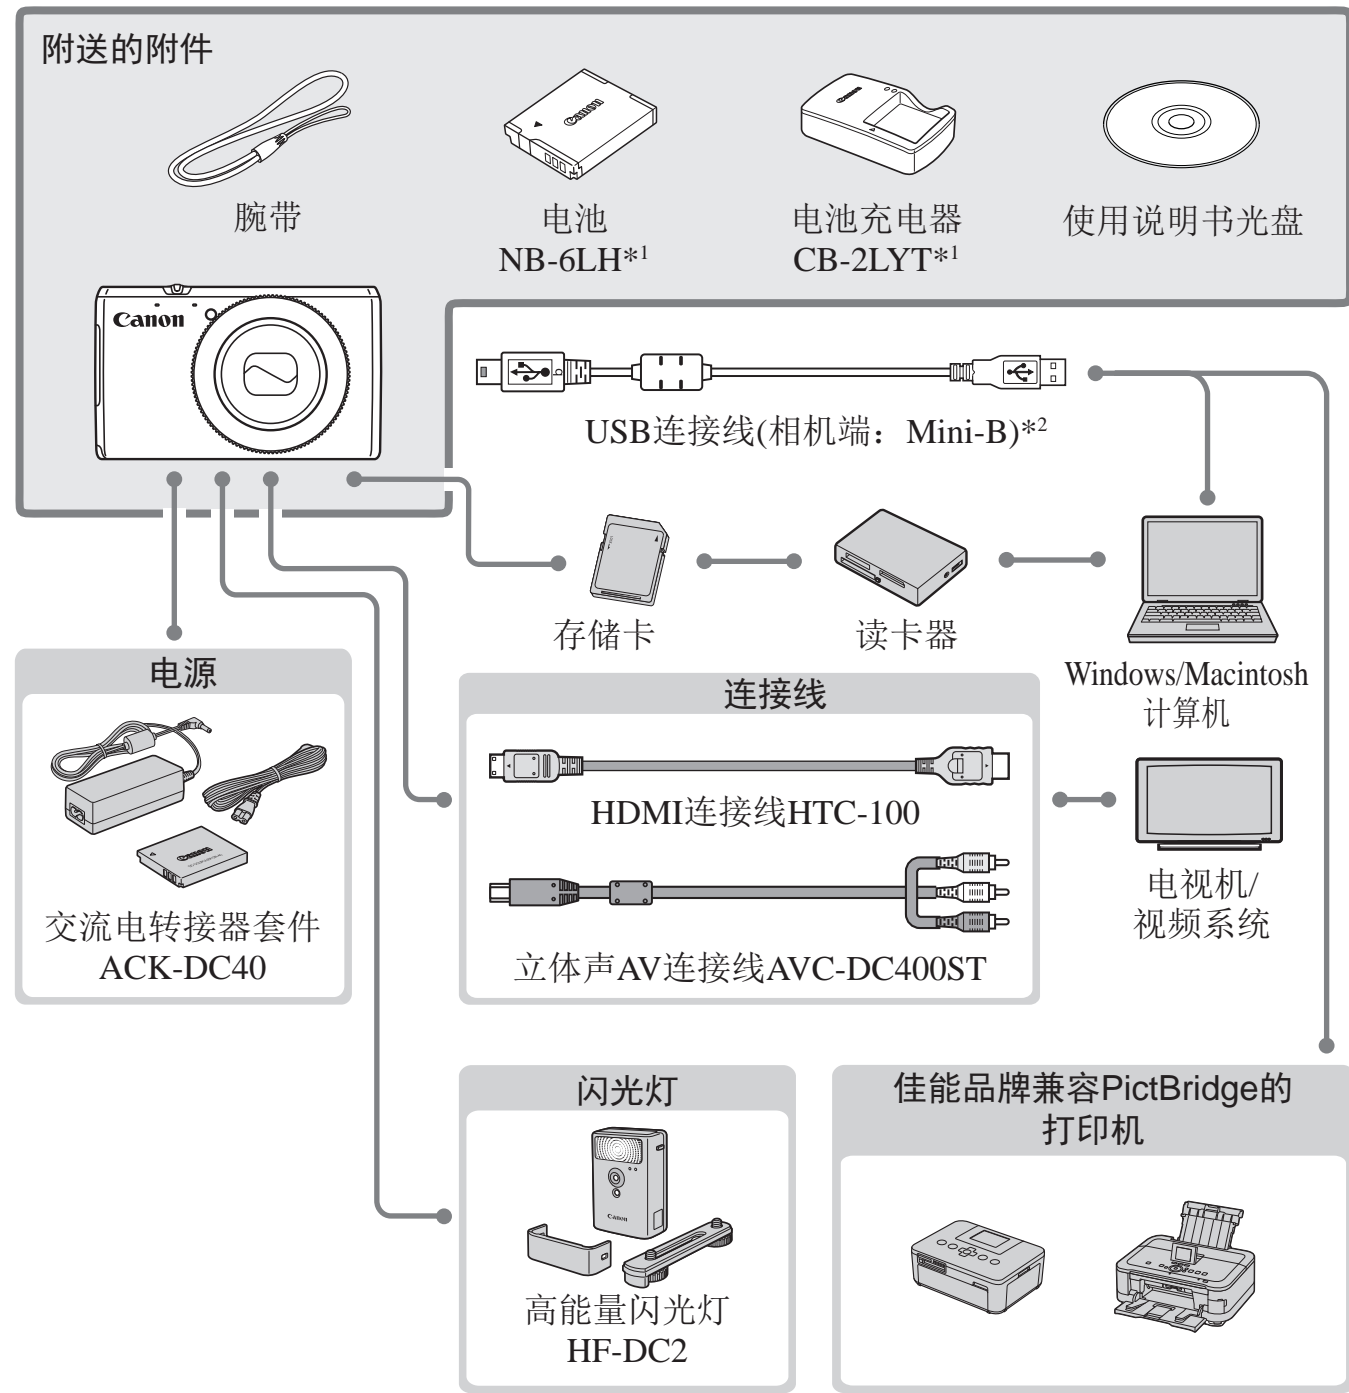 附送的附件
Canon
Canon
腕带
电池
NB-6LH*1
电池充电器
CB-2LYT*1
使用说明书光盘
Canon
USB连接线(相机端：Mini-B)*2
存储卡
读卡器
Windows/Macintosh
计算机
电源
Canon
交流电转接器套件
ACK-DC40
连接线
HDMI连接线HTC-100
立体声AV连接线AVC-DC400ST
电视机/
视频系统
闪光灯
Canon
高能量闪光灯
HF-DC2
佳能品牌兼容PictBridge的
打印机